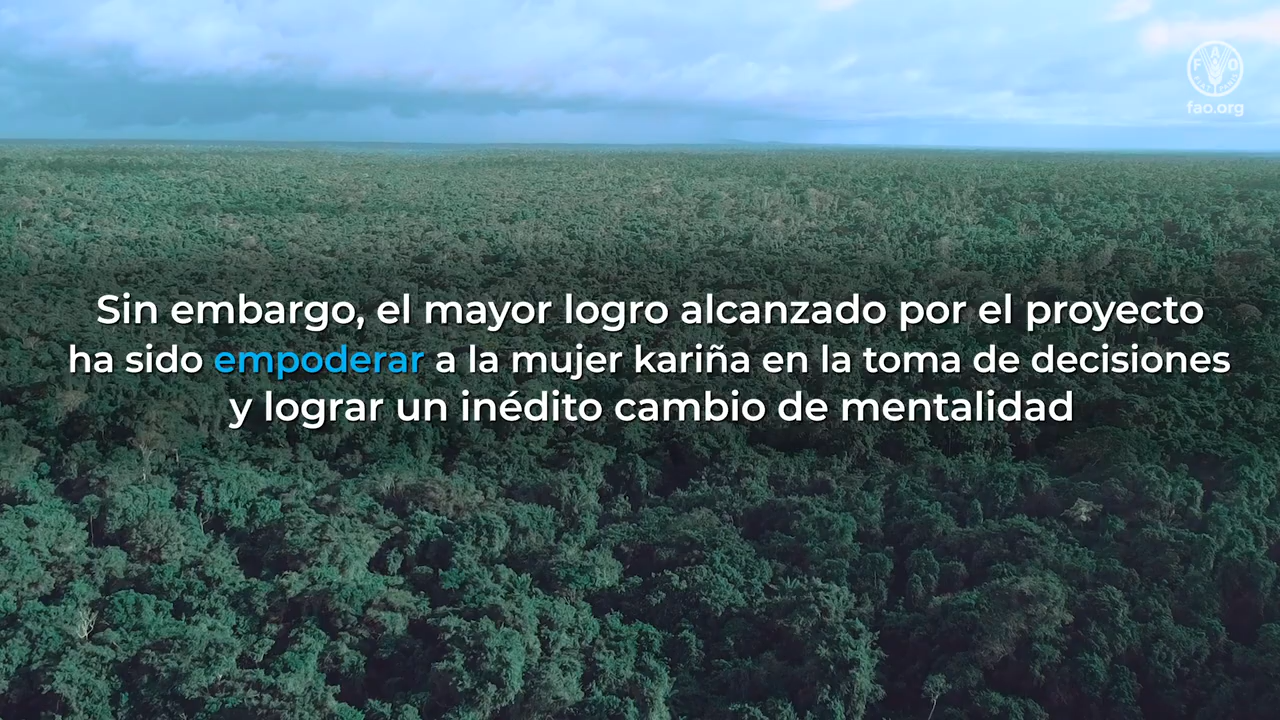 fao.org
Sin embargo, el mayor logro alcanzado por el proyecto
ha sido empoderar a la mujer kariña en la toma de decisiones
y lograr un inédito cambio de mentalidad